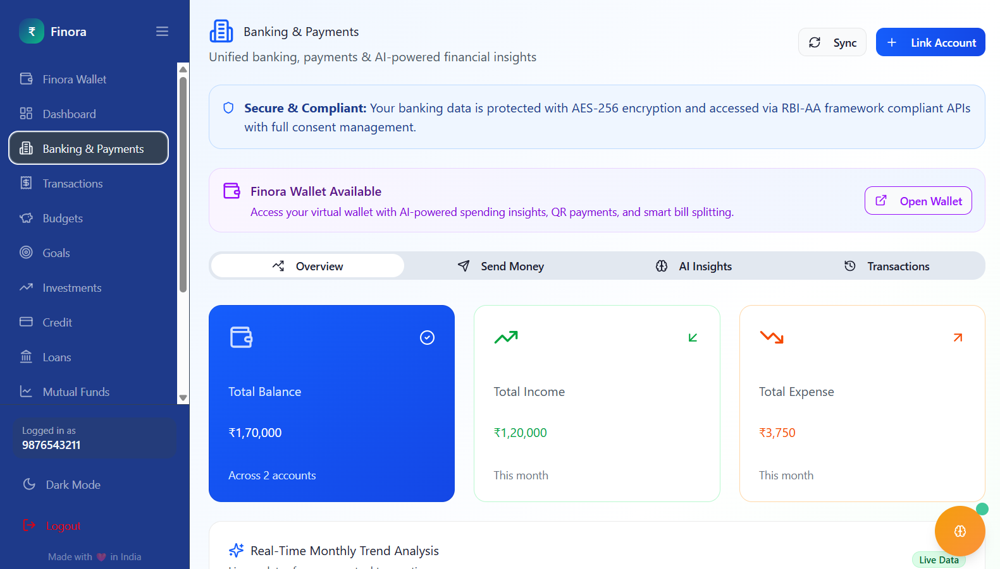 ₹
Finora
Finora Wallet
Dashboard
Banking & Payments
Transactions
Budgets
Goals
Investments
Credit
Loans
Mutual Funds
Logged in as
9876543211
Dark Mode
Logout
Made with 💜 in India
Banking & Payments
Unified banking, payments & AI-powered financial insights
Sync
Link Account
Secure & Compliant: Your banking data is protected with AES-256 encryption and accessed via RBI-AA framework compliant APIs
with full consent management.
Finora Wallet Available
Access your virtual wallet with AI-powered spending insights, QR payments, and smart bill splitting.
Open Wallet
Overview
Send Money
AI Insights
Transactions
Total Balance
₹1,70,000
Across 2 accounts
Total Income
₹1,20,000
This month
Total Expense
₹3,750
This month
Real-Time Monthly Trend Analysis
Live Data